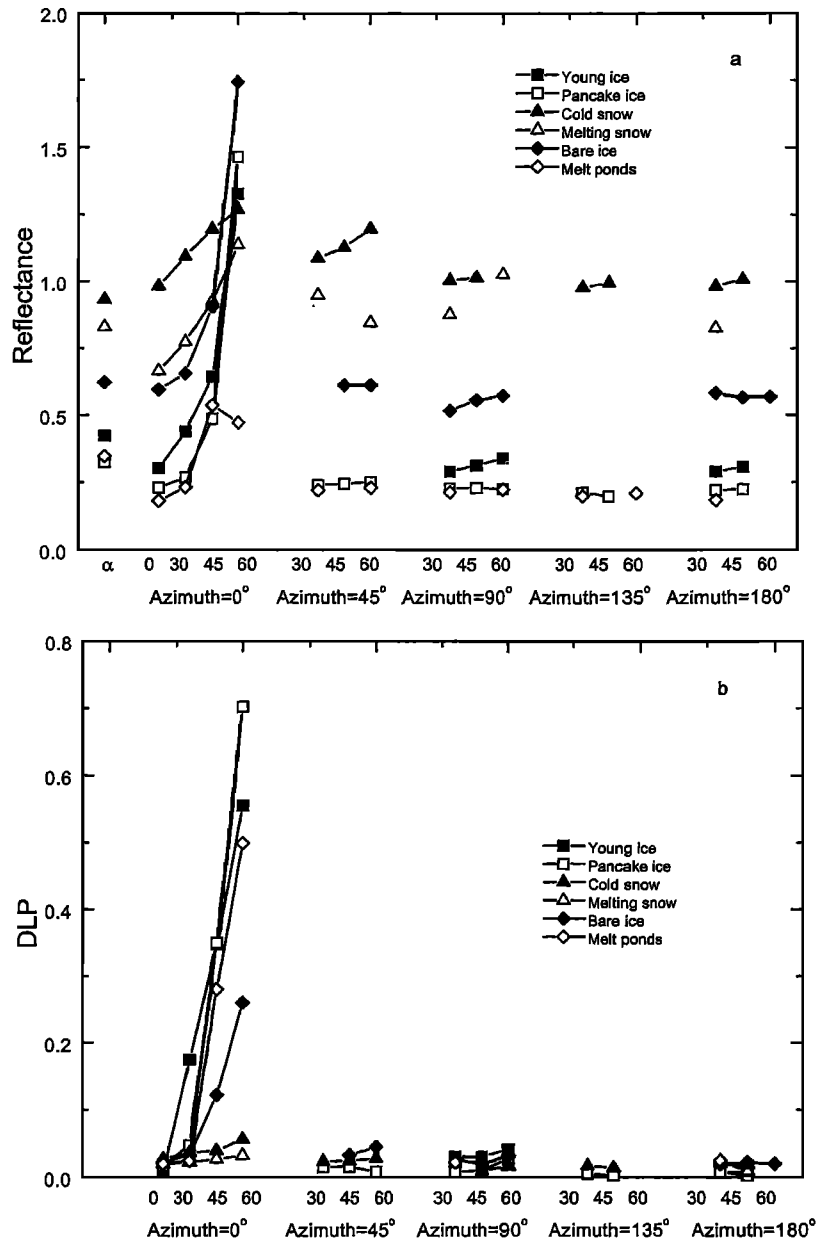 2.0
a
Young ice
Pancake ice
Cold snow
Melting snow
Bare ice
Melt ponds
1.5
1.0
0.5
0.0
Reflectance
α 0 30 45 60 30 45 60 30 45 60 30 45 60 30 45 60
Azimuth=0° Azimuth=45° Azimuth=90° Azimuth=135° Azimuth=180°
0.8
b
0.6
Young ice
Pancake ice
Cold snow
Melting snow
Bare ice
Melt ponds
0.4
0.2
0.0
DLP
0 30 45 60 30 45 60 30 45 60 30 45 60 30 45 60
Azimuth=0° Azimuth=45° Azimuth=90° Azimuth=135° Azimuth=180°